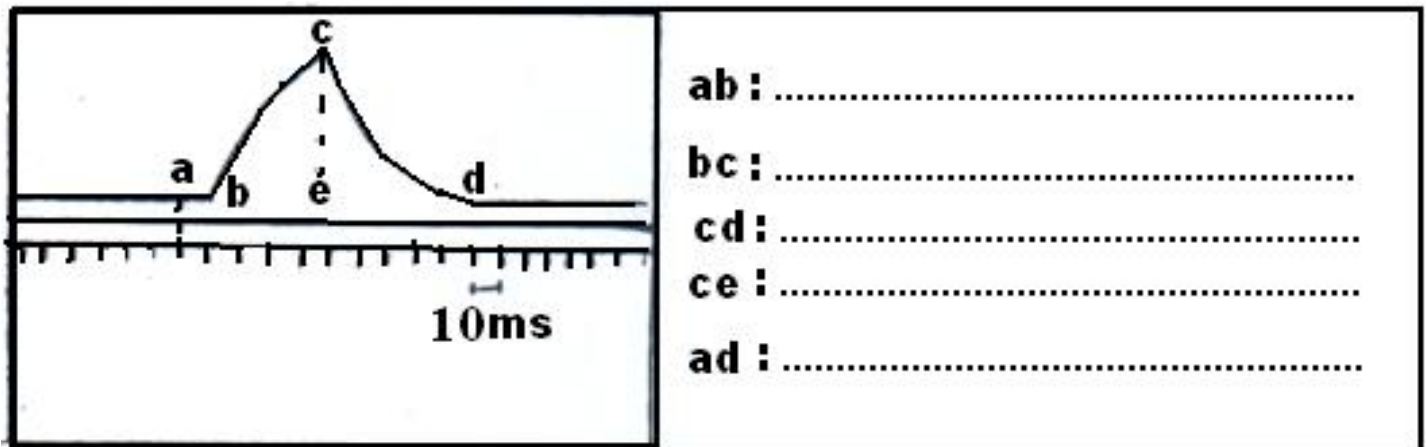 c
a
b
e
d
10ms
ab :..........................................................
bc:..........................................................
cd:..........................................................
ce :..........................................................
ad :..........................................................